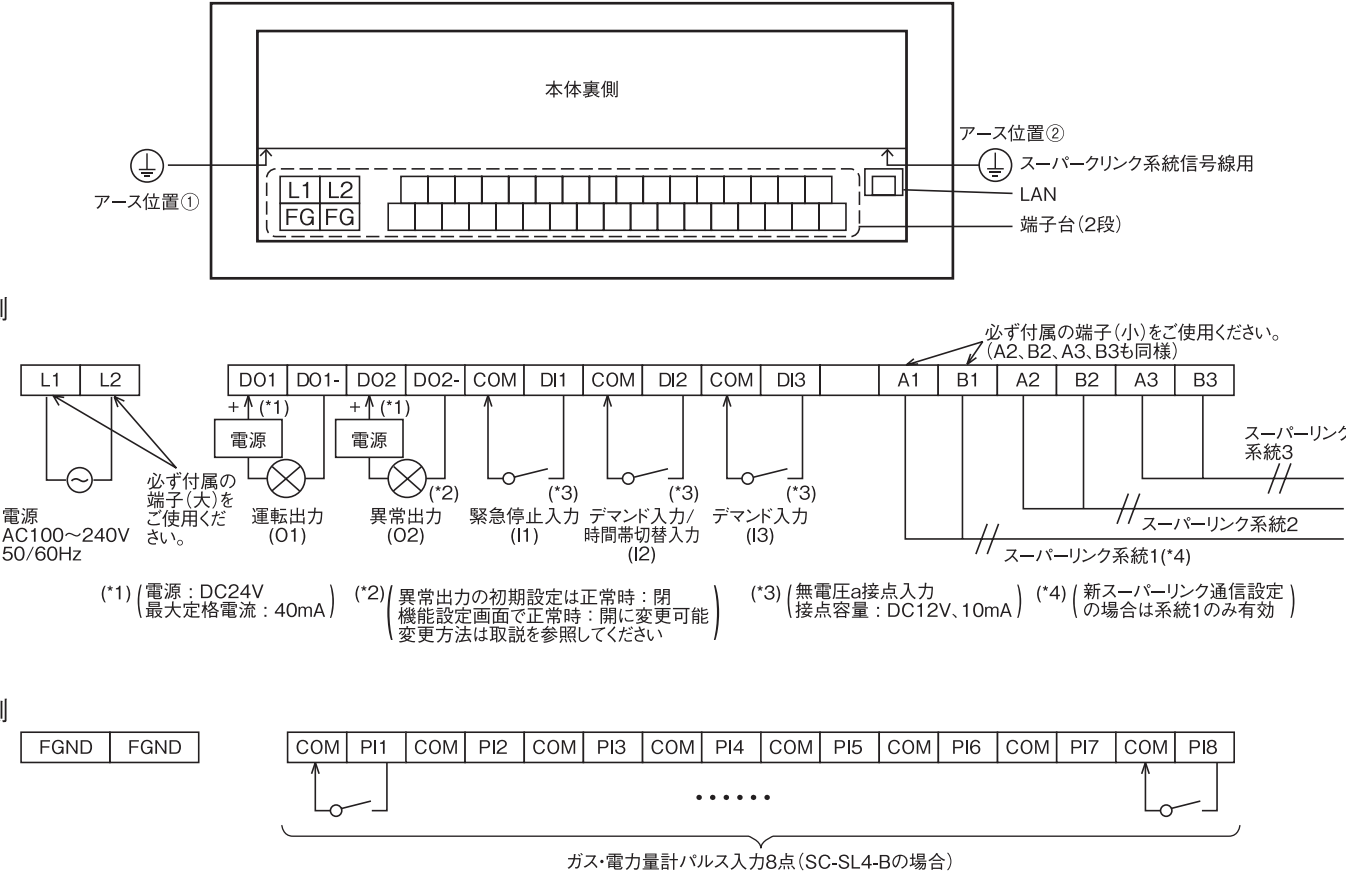 本体裏側
アース位置②
スーパークリンク系統信号線用
アース位置①
LAN
端子台(2段)
L1 L2
FG FG
必ず付属の端子(小)をご使用ください。
(A2、B2、A3、B3も同様)
L1 L2 DO1 DO1- DO2 DO2- COM DI1 COM DI2 COM DI3 A1 B1 A2 B2 A3 B3
+ (*1) + (*1)
電源 電源
スーパーリンク
系統3
必ず付属の
端子(大)を
ご使用くだ
さい。
(*2) (*3) (*3) (*3)
電源
AC100~240V
50/60Hz
運転出力
(O1)
異常出力
(O2)
緊急停止入力
(I1)
デマンド入力/
時間帯切替入力
(I2)
デマンド入力
(I3)
スーパーリンク系統2
スーパーリンク系統1(*4)
(*1) (電源:DC24V
最大定格電流:40mA)
(*2) (異常出力の初期設定は正常時:閉
機能設定画面で正常時:開に変更可能
変更方法は取説を参照してください)
(*3) (無電圧a接点入力
接点容量:DC12V、10mA)
(*4) (新スーパーリンク通信設定
の場合は系統1のみ有効)
FGND FGND COM PI1 COM PI2 COM PI3 COM PI4 COM PI5 COM PI6 COM PI7 COM PI8
······
ガス・電力量計パルス入力8点(SC-SL4-Bの場合)